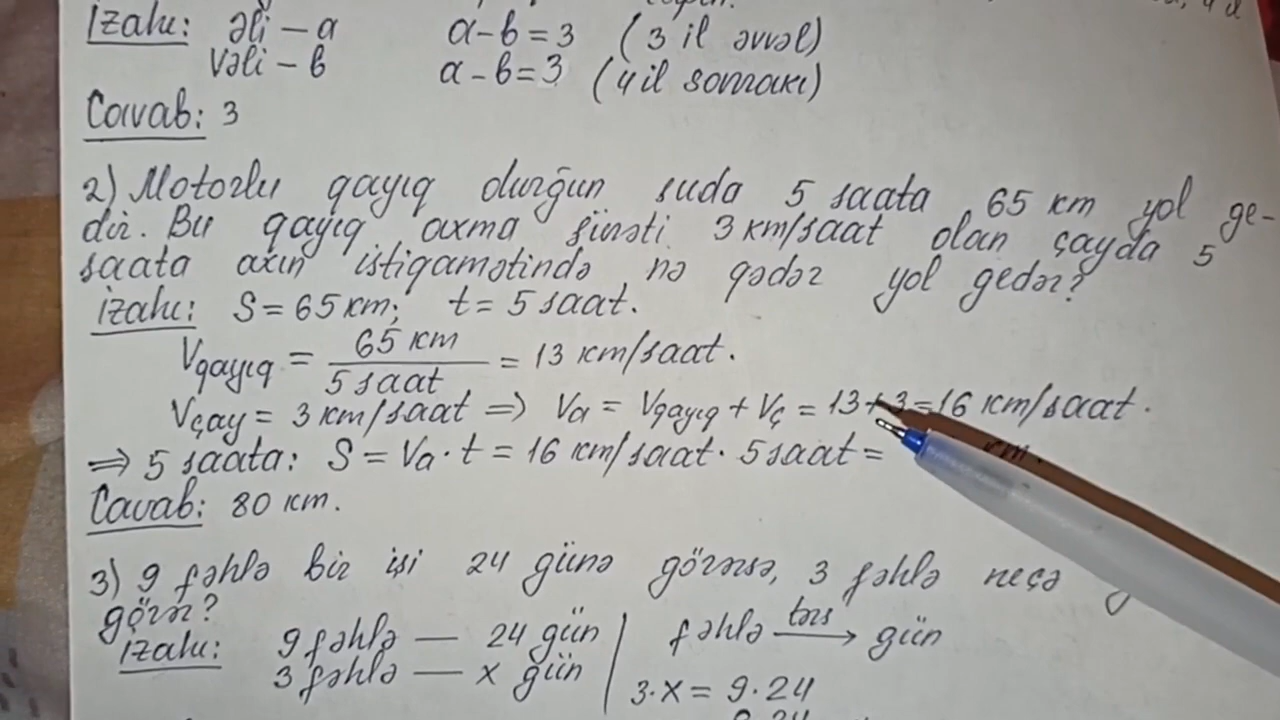 İzahı: Əli – a a-b=3 (3 il əvvəl)
Vəli – b a-b=3 (4 il sonrakı)
Cavab: 3
2) Motorlu qayıq durğun suda 5 saata 65 km yol ge-
dir. Bu qayıq axma sürəti 3 km/saat olan çayda 5
saata axın istiqamətində nə qədər yol gedər?
İzahı: S = 65 km; t = 5 saat.
Vqayıq = 65 km / 5 saat = 13 km/saat.
Vçay = 3 km/saat => Va = Vqayıq + Vç = 13+3=16 km/saat.
=> 5 saata: S = Va · t = 16 km/saat · 5 saat = km.
Cavab: 80 km.
3) 9 fəhlə bir işi 24 günə görərsə, 3 fəhlə neçə
görər?
İzahı: 9 fəhlə — 24 gün | fəhlə tərs → gün
3 fəhlə — x gün | 3·x = 9·24